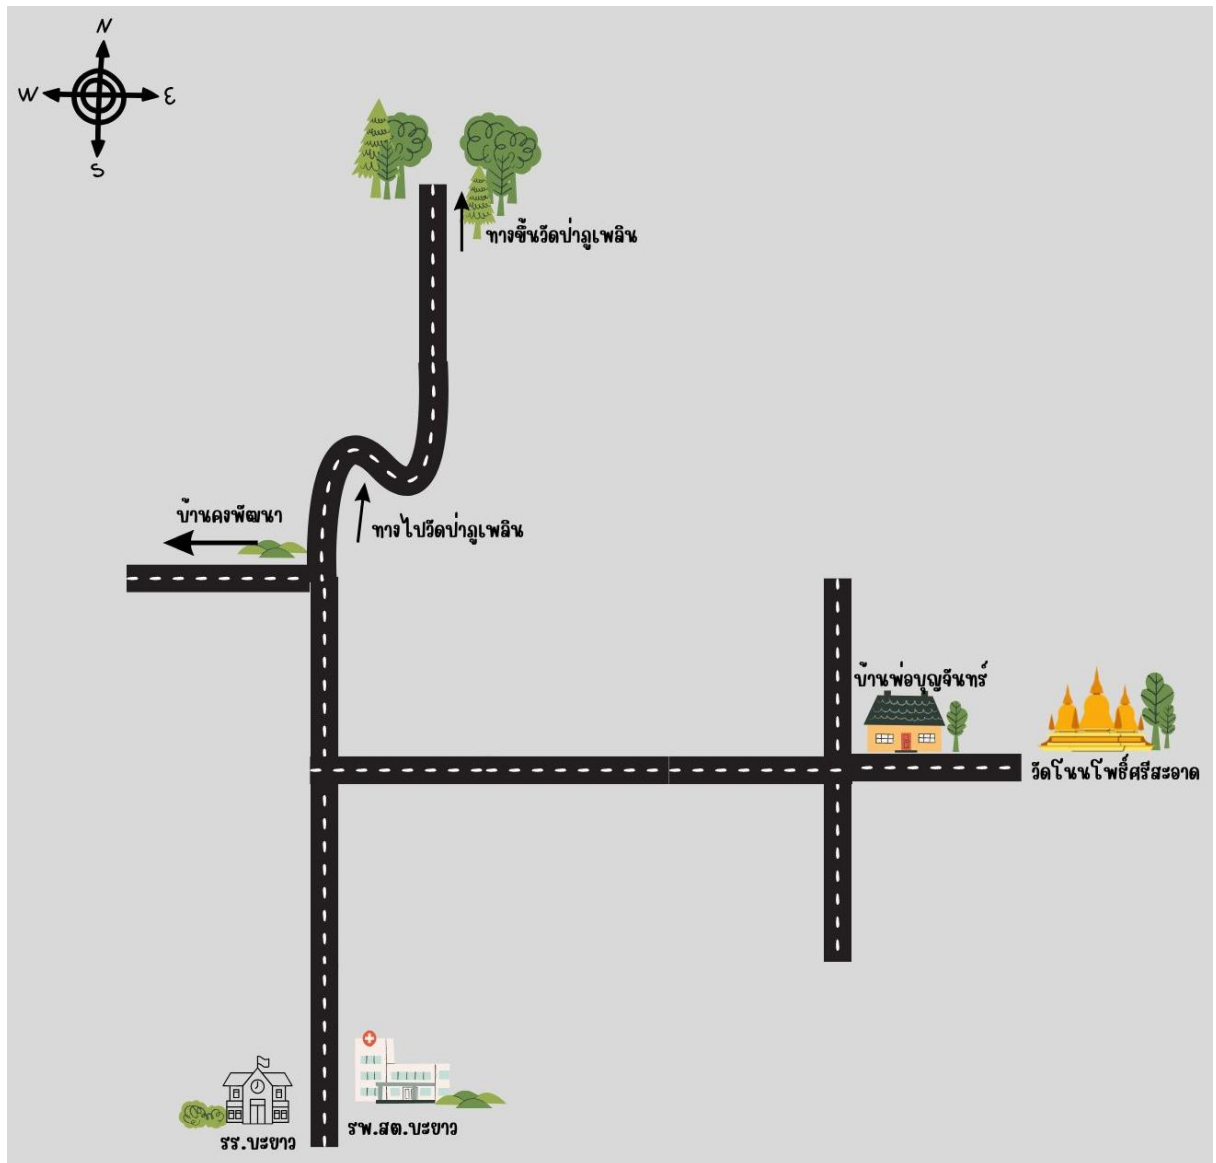 N
W E
S
ทางขึ้นวัดป่าภูเพลิน
บ้านคงพัฒนา
ทางไปวัดป่าภูเพลิน
บ้านพ่อบุญจันทร์
วัดโนนโพธิ์ศรีสะอาด
รร.บะยาว
รพ.สต.บะยาว